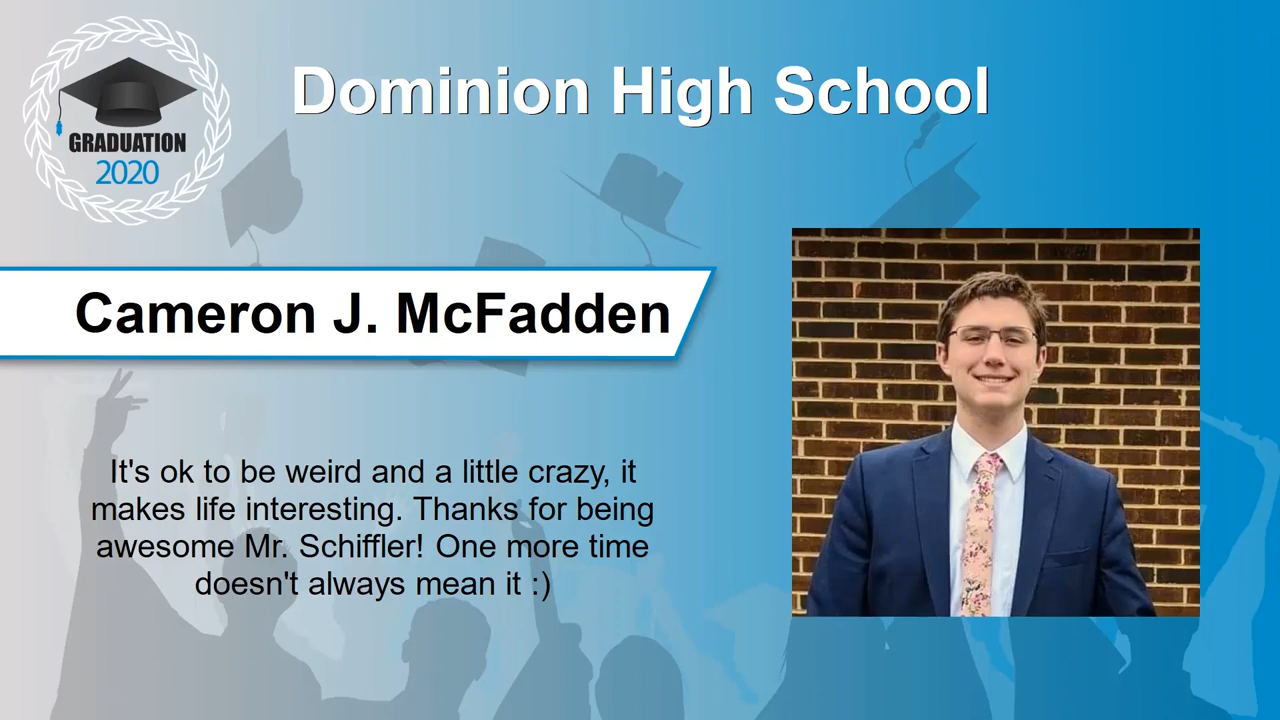 Dominion High School
GRADUATION
2020
Cameron J. McFadden
It's ok to be weird and a little crazy, it
makes life interesting. Thanks for being
awesome Mr. Schiffler! One more time
doesn't always mean it :)